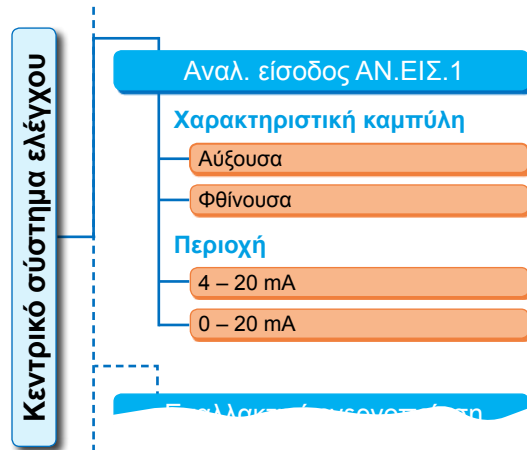 Κεντρικό σύστημα ελέγχου
Αναλ. είσοδος ΑΝ.ΕΙΣ.1
Χαρακτηριστική καμπύλη
Αύξουσα
Φθίνουσα
Περιοχή
4 – 20 mA
0 – 20 mA